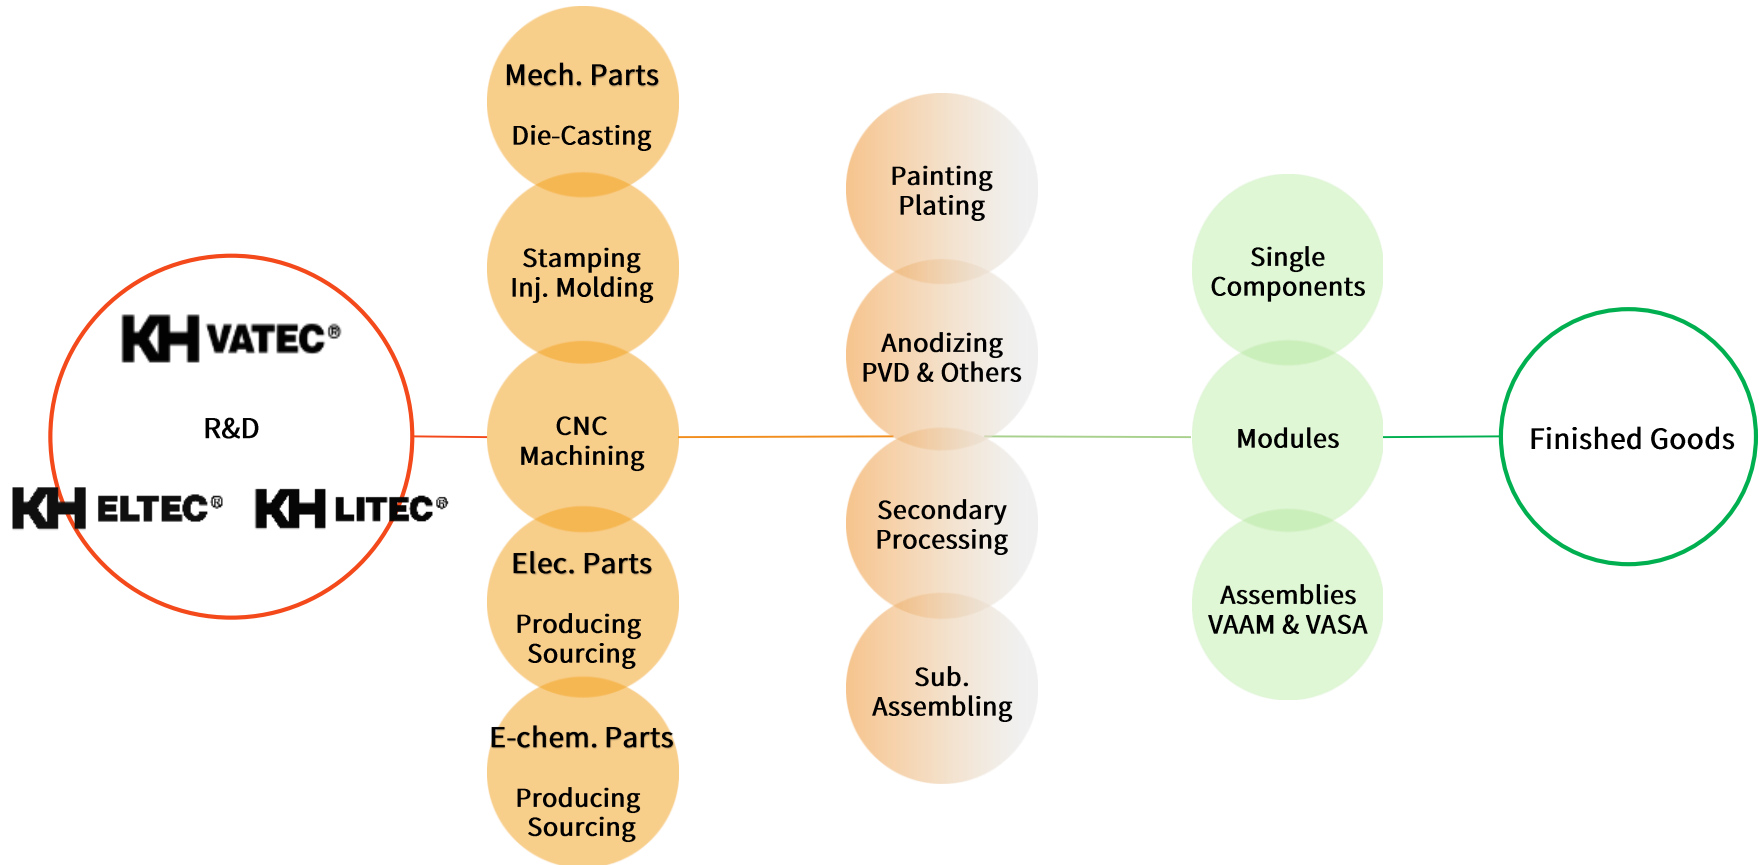 KH VATEC®
R&D
KH ELTEC®
KH LITEC®
Mech. Parts
Die-Casting
Stamping
Inj. Molding
CNC
Machining
Elec. Parts
Producing
Sourcing
E-chem. Parts
Producing
Sourcing
Painting
Plating
Anodizing
PVD & Others
Secondary
Processing
Sub.
Assembling
Single
Components
Modules
Assemblies
VAAM & VASA
Finished Goods